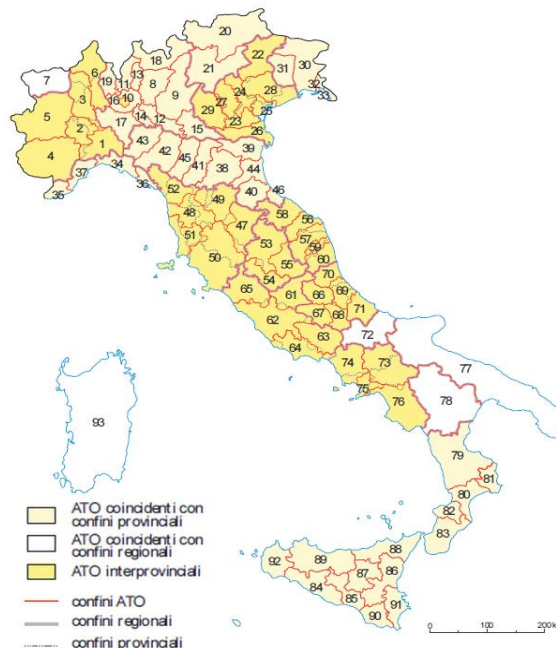 20
18 22
7 6 13 21 31 30
19 11 8 24 32
3 16 10 9 28 33
5 17 14 12 29 27 25
2 15 23 26
1 43
4 42 45 41 38 39
37 34 44
35 36 40 46
52 49 58 56
48 47 57 59
51 53 60
50 55 70
54 69
65 61 66 71
67 68
62 63 72
64 74 73 77
75
76 78
93
79
81
80
82
83
88
92 89 87 86
84 85
90 91
ATO coincidenti con
confini provinciali
ATO coincidenti con
confini regionali
ATO interprovinciali
confini ATO
confini regionali
confini provinciali
0 100 200 k